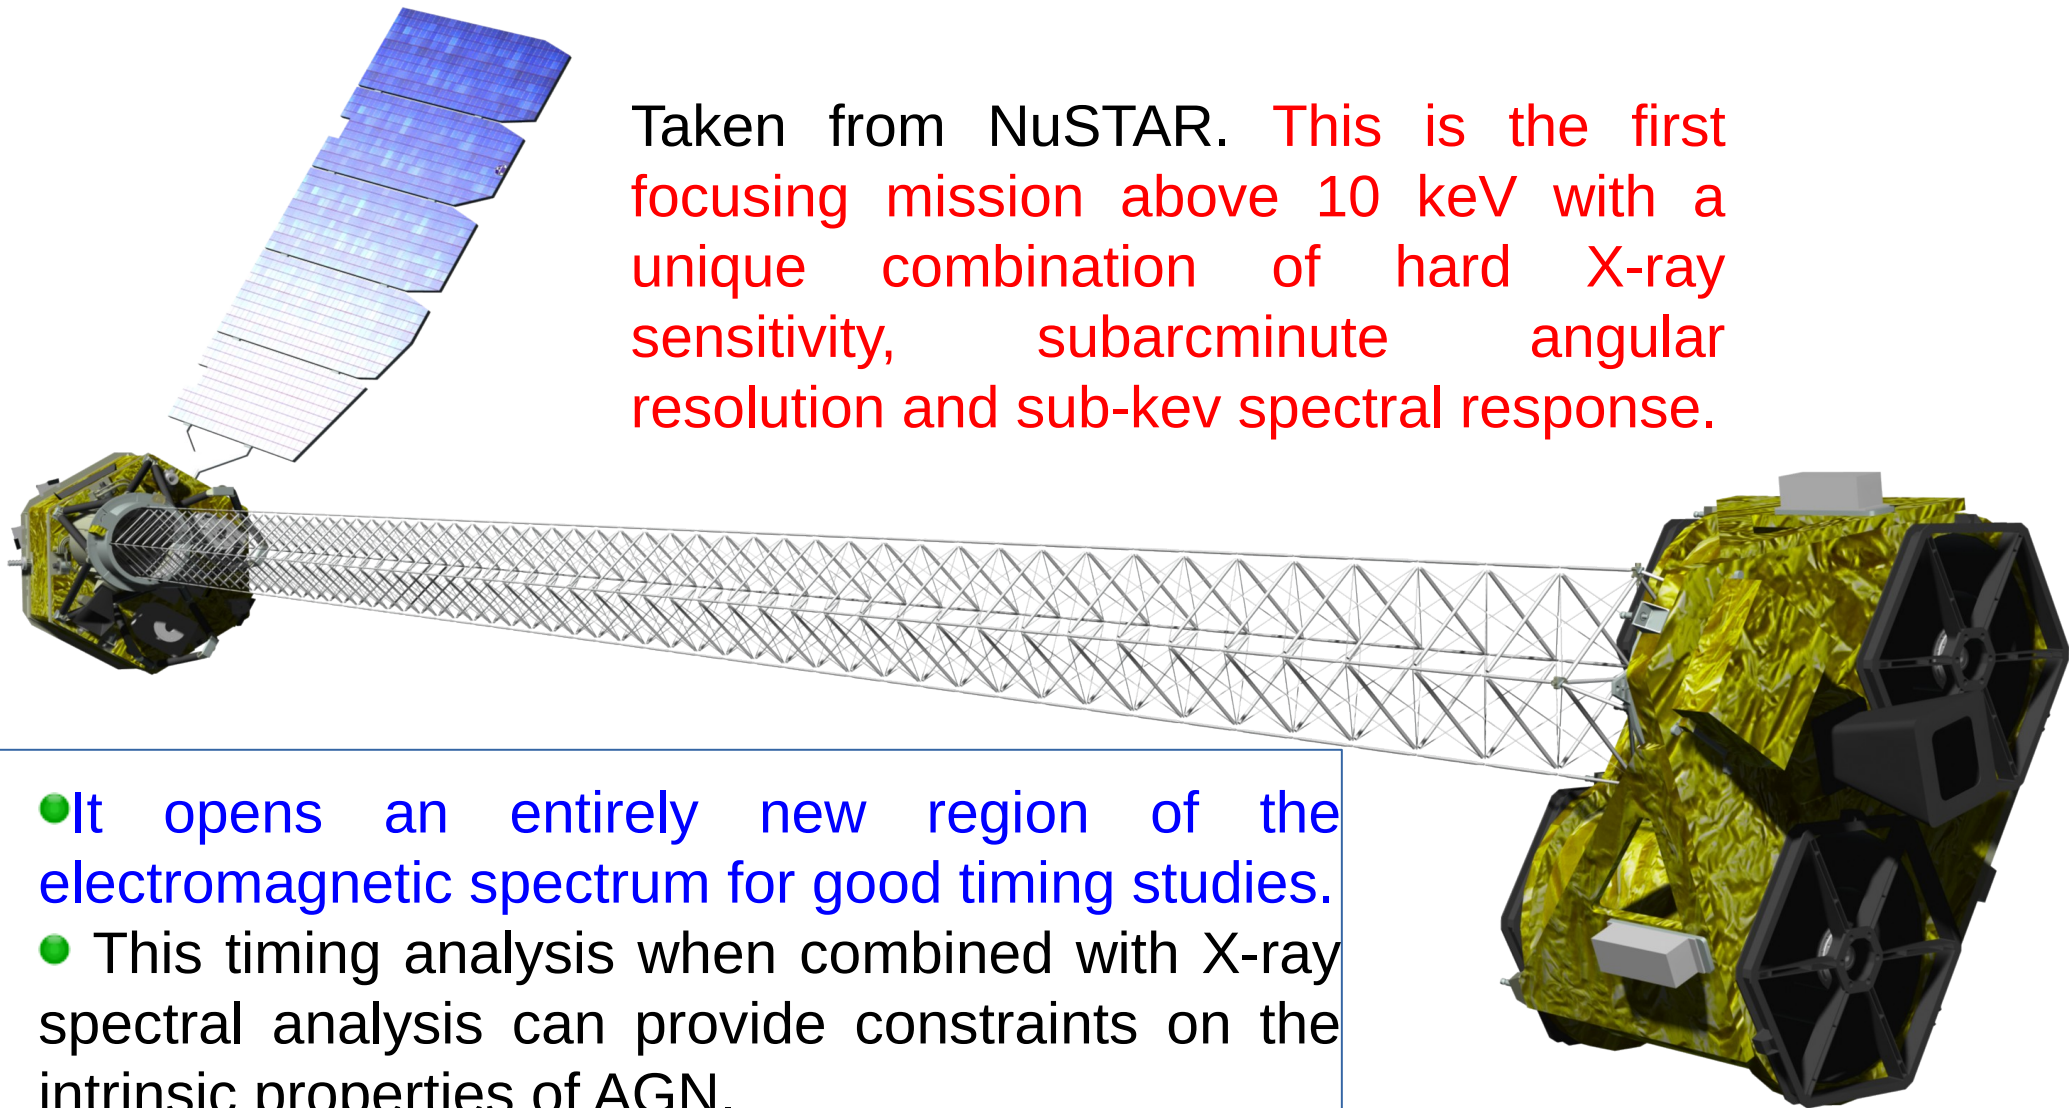 Taken from NuSTAR. This is the first
focusing mission above 10 keV with a
unique combination of hard X-ray
sensitivity, subarcminute angular
resolution and sub-kev spectral response.
It opens an entirely new region of the
electromagnetic spectrum for good timing studies.
This timing analysis when combined with X-ray
spectral analysis can provide constraints on the
intrinsic properties of AGN.